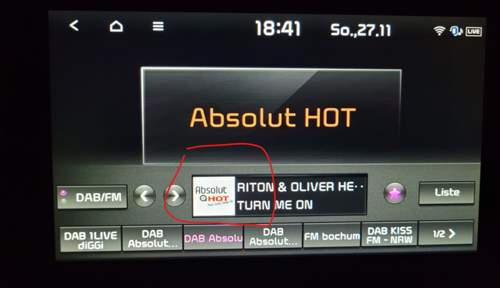 18:41 So.,27.11 LIVE
Absolut HOT
DAB/FM
Absolut
HOT
RITON & OLIVER HE··
TURN ME ON
Liste
DAB 1LIVE
diGGi
DAB
Absolut...
DAB Absolu
DAB
Absolut...
FM bochum
DAB KISS
FM - NRW
1/2